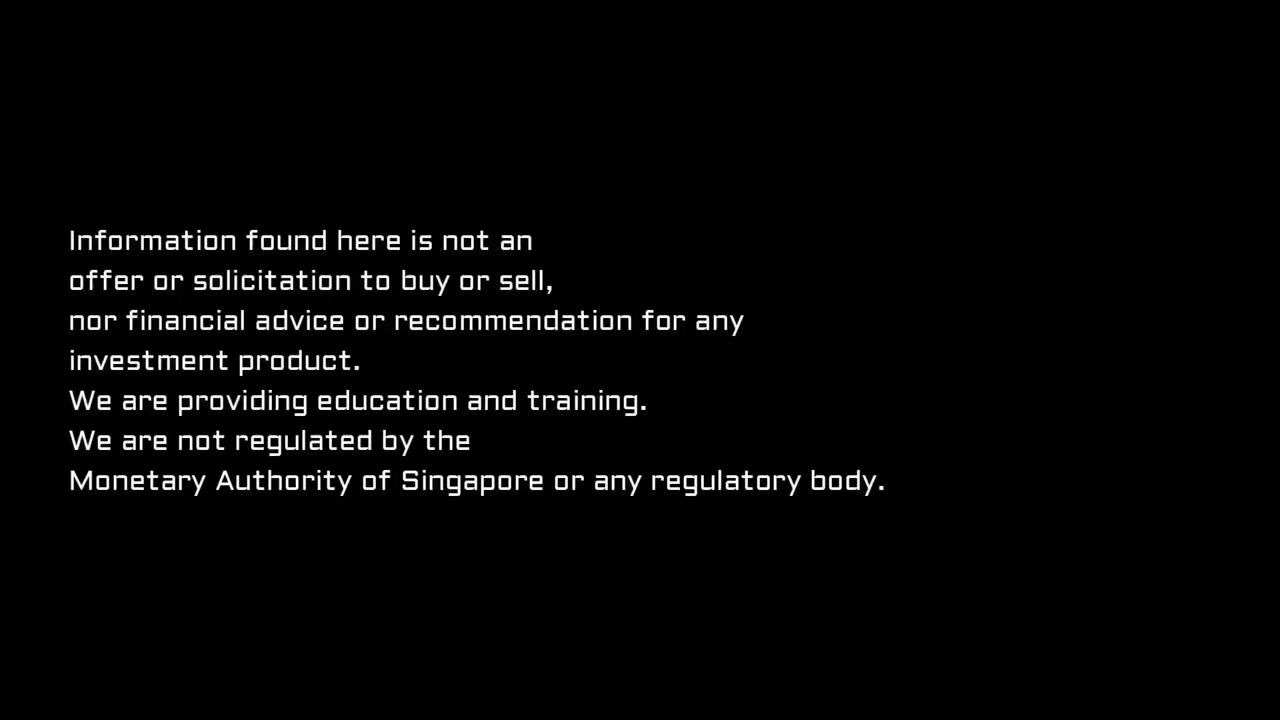 Information found here is not an
offer or solicitation to buy or sell,
nor financial advice or recommendation for any
investment product.
We are providing education and training.
We are not regulated by the
Monetary Authority of Singapore or any regulatory body.